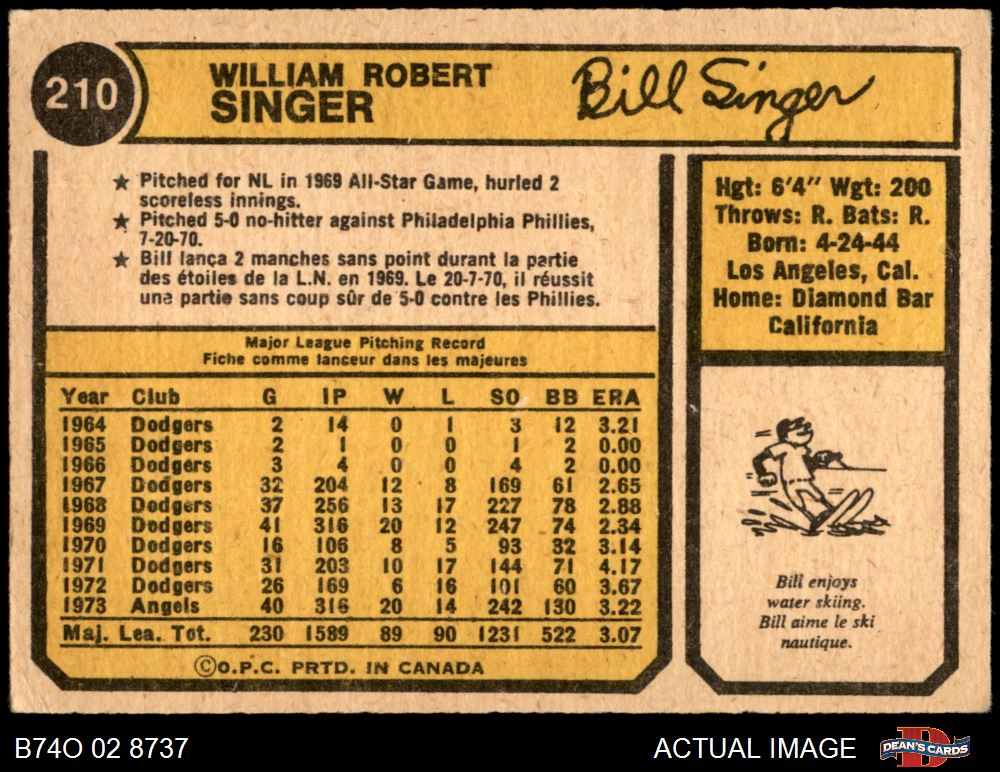 210
WILLIAM ROBERT
SINGER
Bill Singer
★ Pitched for NL in 1969 All-Star Game, hurled 2
scoreless innings.
★ Pitched 5-0 no-hitter against Philadelphia Phillies,
7-20-70.
★ Bill lança 2 manches sans point durant la partie
des étoiles de la L.N. en 1969. Le 20-7-70, il réussit
une partie sans coup sûr de 5-0 contre les Phillies.
Hgt: 6'4" Wgt: 200
Throws: R. Bats: R.
Born: 4-24-44
Los Angeles, Cal.
Home: Diamond Bar
California
Major League Pitching Record
Fiche comme lanceur dans les majeures
Year Club G IP W L SO BB ERA
1964 Dodgers 2 14 0 1 3 12 3.21
1965 Dodgers 2 1 0 0 1 2 0.00
1966 Dodgers 3 4 0 0 4 2 0.00
1967 Dodgers 32 204 12 8 169 61 2.65
1968 Dodgers 37 256 13 17 227 78 2.88
1969 Dodgers 41 316 20 12 247 74 2.34
1970 Dodgers 16 106 8 5 93 32 3.14
1971 Dodgers 31 203 10 17 144 71 4.17
1972 Dodgers 26 169 6 16 101 60 3.67
1973 Angels 40 316 20 14 242 130 3.22
Maj. Lea. Tot. 230 1589 89 90 1231 522 3.07
©O.P.C. PRTD. IN CANADA
Bill enjoys
water skiing.
Bill aime le ski
nautique.
B74O 02 8737
ACTUAL IMAGE
DEAN'S CARDS